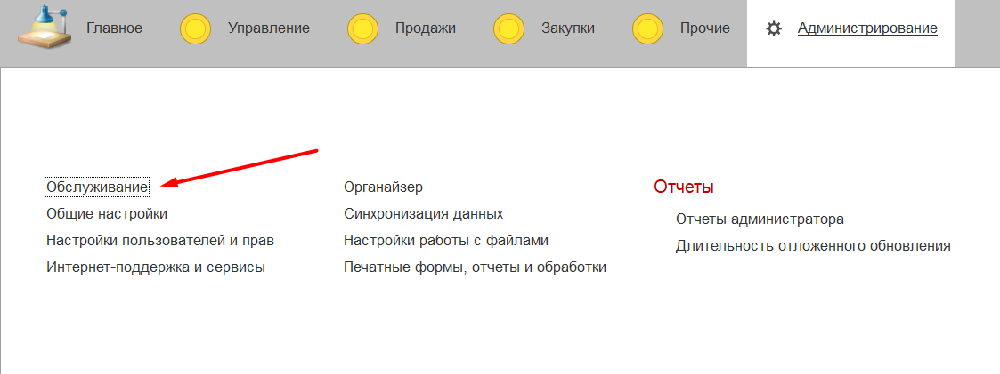 Главное Управление Продажи Закупки Прочие Администрирование
Обслуживание
Общие настройки
Настройки пользователей и прав
Интернет-поддержка и сервисы
Органайзер
Синхронизация данных
Настройки работы с файлами
Печатные формы, отчеты и обработки
Отчеты
Отчеты администратора
Длительность отложенного обновления